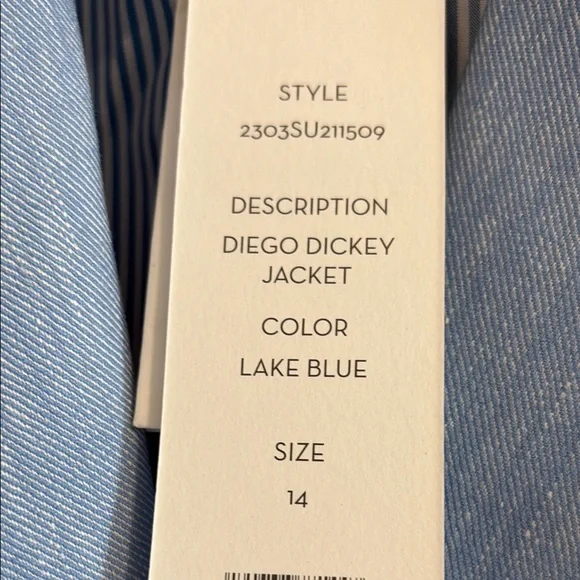 STYLE
2303SU211509
DESCRIPTION
DIEGO DICKEY
JACKET
COLOR
LAKE BLUE
SIZE
14